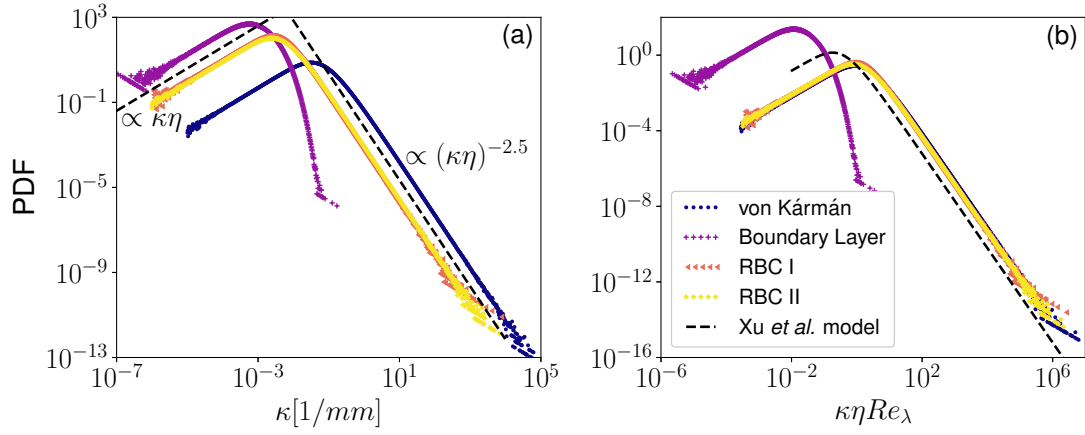 (a)
PDF
10^3
10^{-1}
10^{-5}
10^{-9}
10^{-13}
∝ κη
∝ (κη)^{-2.5}
10^{-7} 10^{-3} 10^1 10^5
κ[1/mm]
(b)
10^0
10^{-4}
10^{-8}
10^{-12}
10^{-16}
von Kármán
Boundary Layer
RBC I
RBC II
Xu et al. model
10^{-6} 10^{-2} 10^2 10^6
κηRe_λ